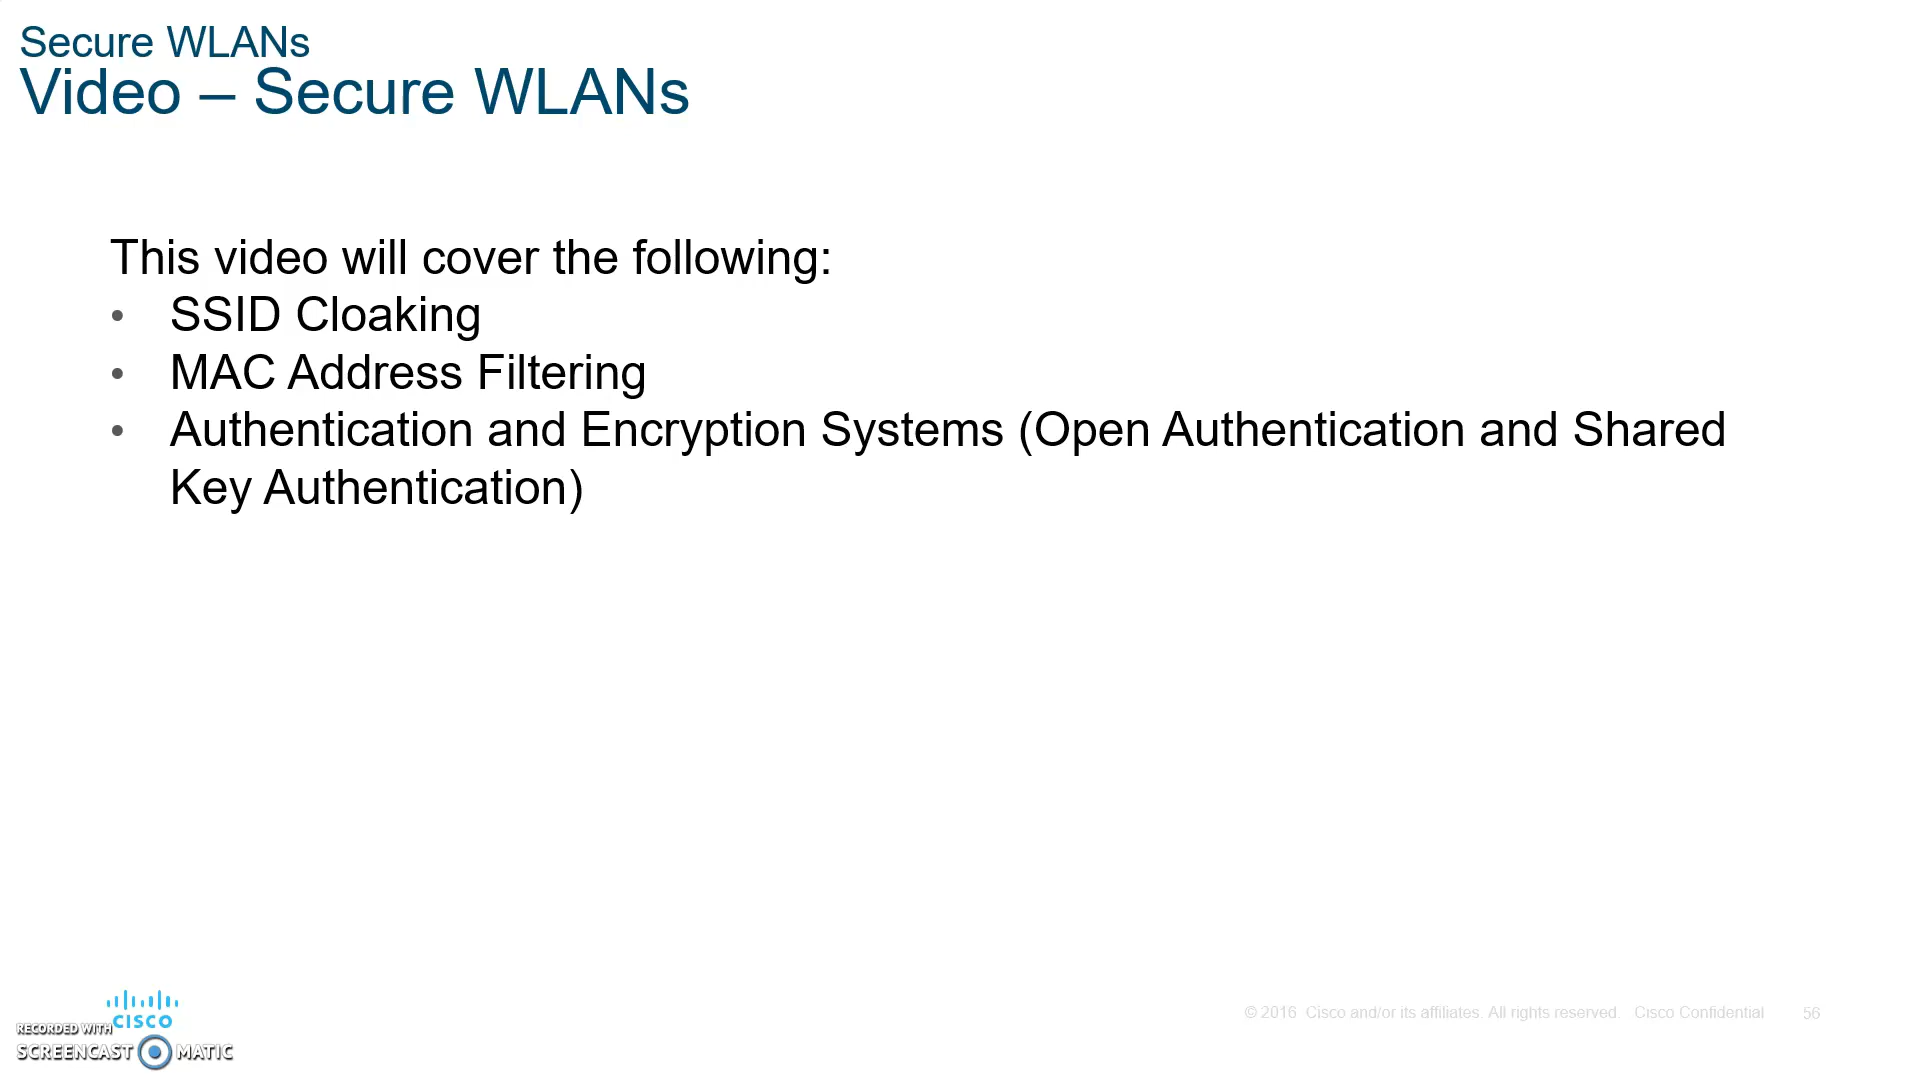 Secure WLANs
Video – Secure WLANs
This video will cover the following:
• SSID Cloaking
• MAC Address Filtering
• Authentication and Encryption Systems (Open Authentication and Shared
Key Authentication)
© 2016 Cisco and/or its affiliates. All rights reserved. Cisco Confidential 56
CISCO
RECORDED WITH
SCREENCAST MATIC